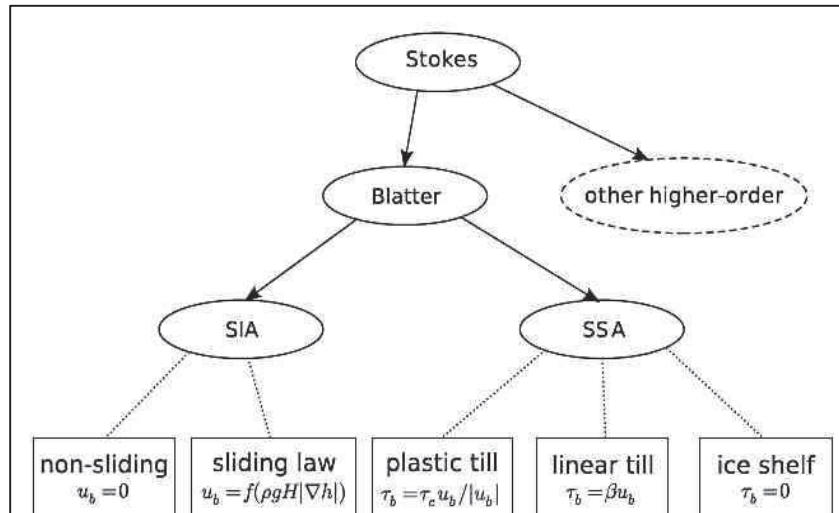 Stokes
Blatter
other higher-order
SIA
SSA
non-sliding
u_b=0
sliding law
u_b=f(ρgH|∇h|)
plastic till
τ_b=τ_c u_b/|u_b|
linear till
τ_b=βu_b
ice shelf
τ_b=0